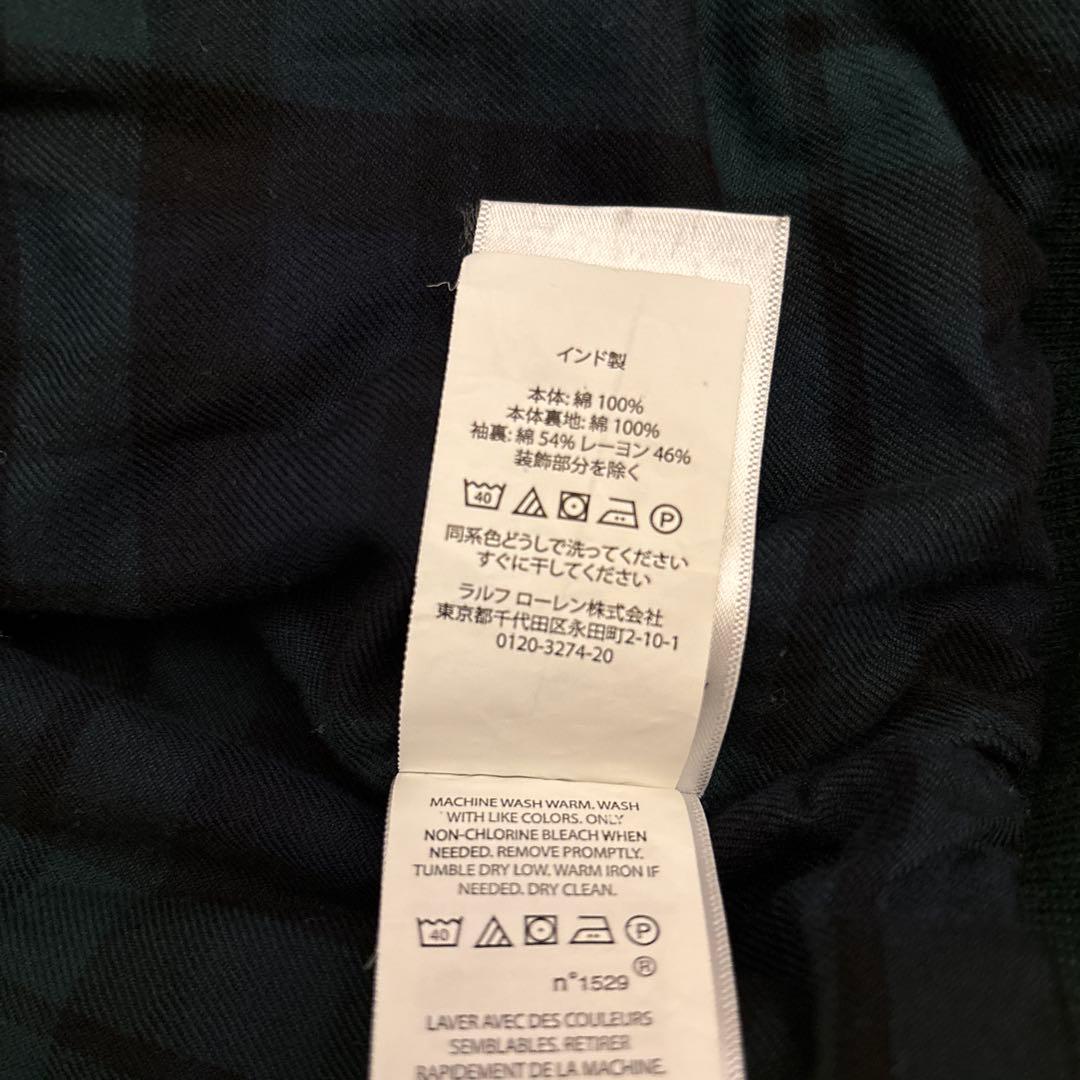 インド製
本体: 綿 100%
本体裏地: 綿 100%
袖裏: 綿 54% レーヨン 46%
装飾部分を除く
40 P
同系色どうしで洗ってください
すぐに干してください
ラルフ ローレン株式会社
東京都千代田区永田町2-10-1
0120-3274-20
MACHINE WASH WARM. WASH
WITH LIKE COLORS. ONLY
NON-CHLORINE BLEACH WHEN
NEEDED. REMOVE PROMPTLY.
TUMBLE DRY LOW. WARM IRON IF
NEEDED. DRY CLEAN.
40 P
n°1529 ®
LAVER AVEC DES COULEURS
SEMBLABLES. RETIRER
RAPIDEMENT DE LA MACHINE.